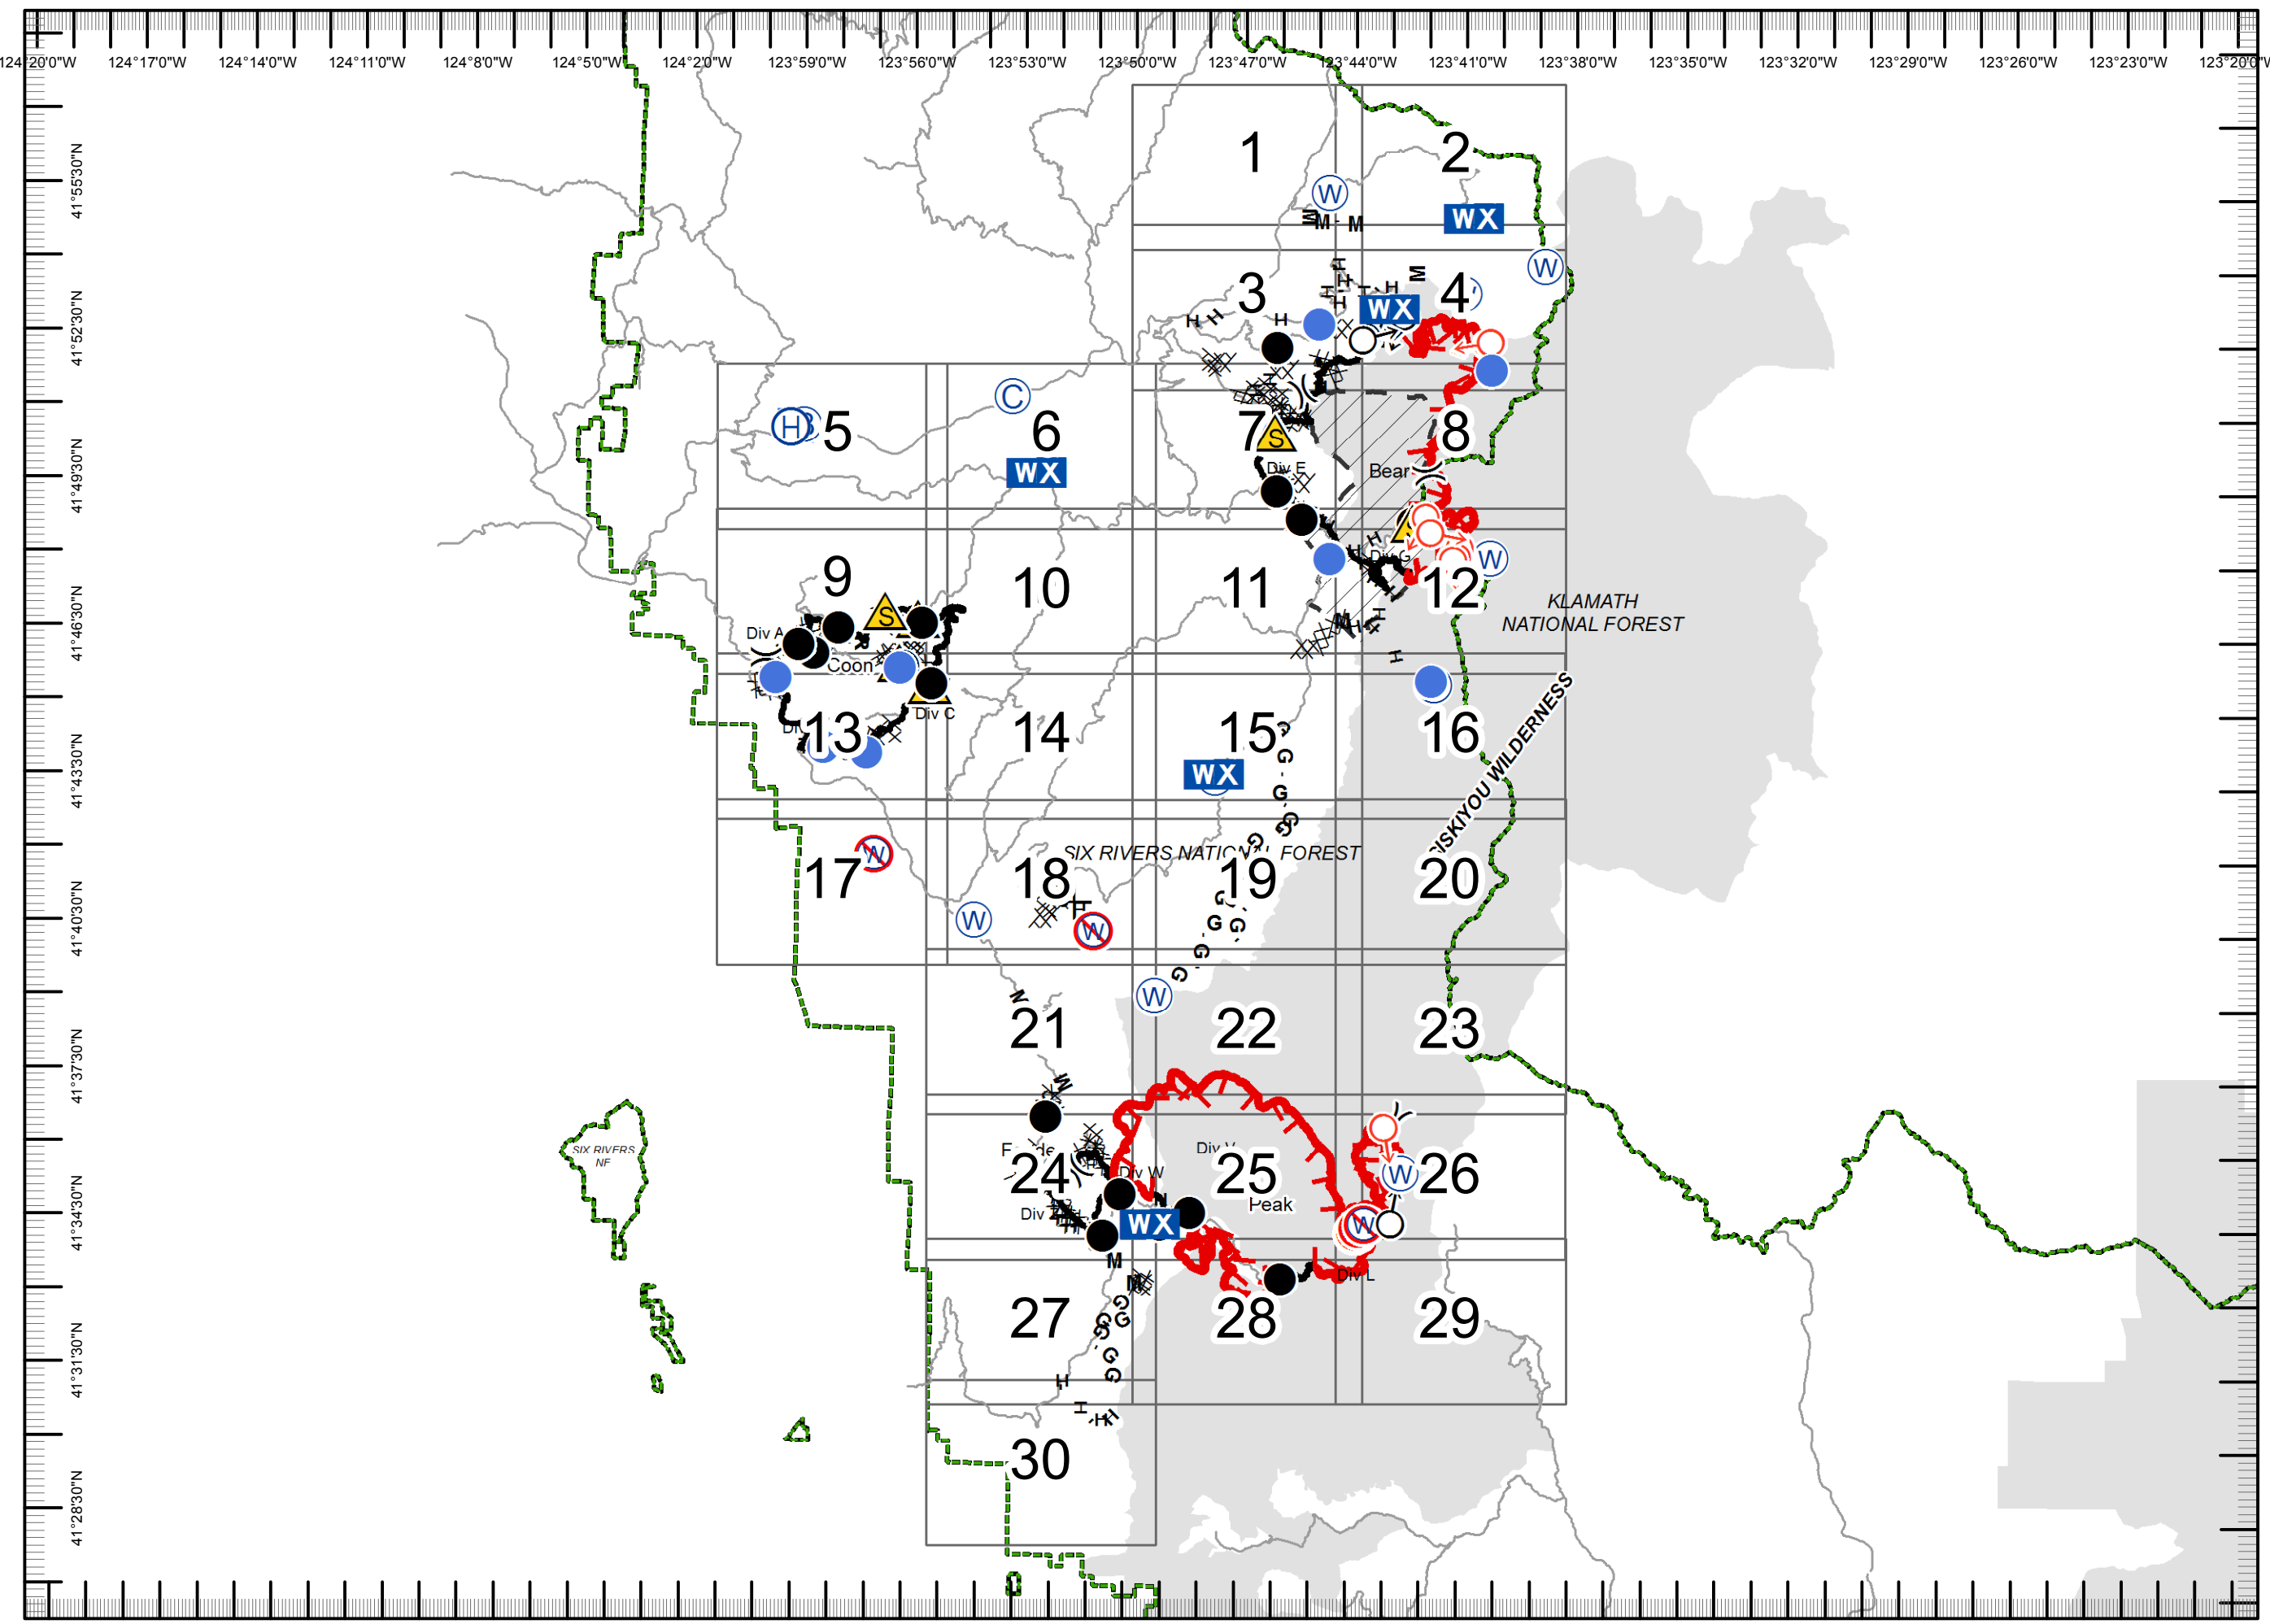 124°20'0"W 124°17'0"W 124°14'0"W 124°11'0"W 124°8'0"W 124°5'0"W 124°2'0"W 123°59'0"W 123°56'0"W 123°53'0"W 123°50'0"W 123°47'0"W 123°44'0"W 123°41'0"W 123°38'0"W 123°35'0"W 123°32'0"W 123°29'0"W 123°26'0"W 123°23'0"W
41°55'30"N
41°52'30"N
41°49'30"N
41°46'30"N
41°43'30"N
41°40'30"N
41°37'30"N
41°34'30"N
41°31'30"N
41°28'30"N
1 2
W
M M - M
WX
W
3 4
WX
H H H
C
H 5 6 7 8
S
WX
Div E
Bear
9 10 11 12
Div G
W
S
Div A
Coon
KLAMATH
NATIONAL FOREST
Div C
13 14 15 16
WX
G G G G G
SISKIYOU WILDERNESS
W
SIX RIVERS NATIONAL FOREST
17 18 19 20
W W
G G G G G
W
21 22 23
SIX RIVERS
NF
24 25 26
Div W
W
Peak
WX
W
Div L
M M
27 28 29
G G G G G G
H
H H H
30